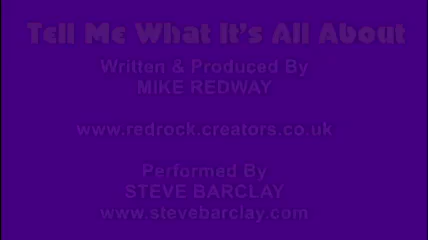 Tell Me What It's All About
Written & Produced By
MIKE REDWAY
www.redrock.creators.co.uk
Performed By
STEVE BARCLAY
www.stevebarclay.com